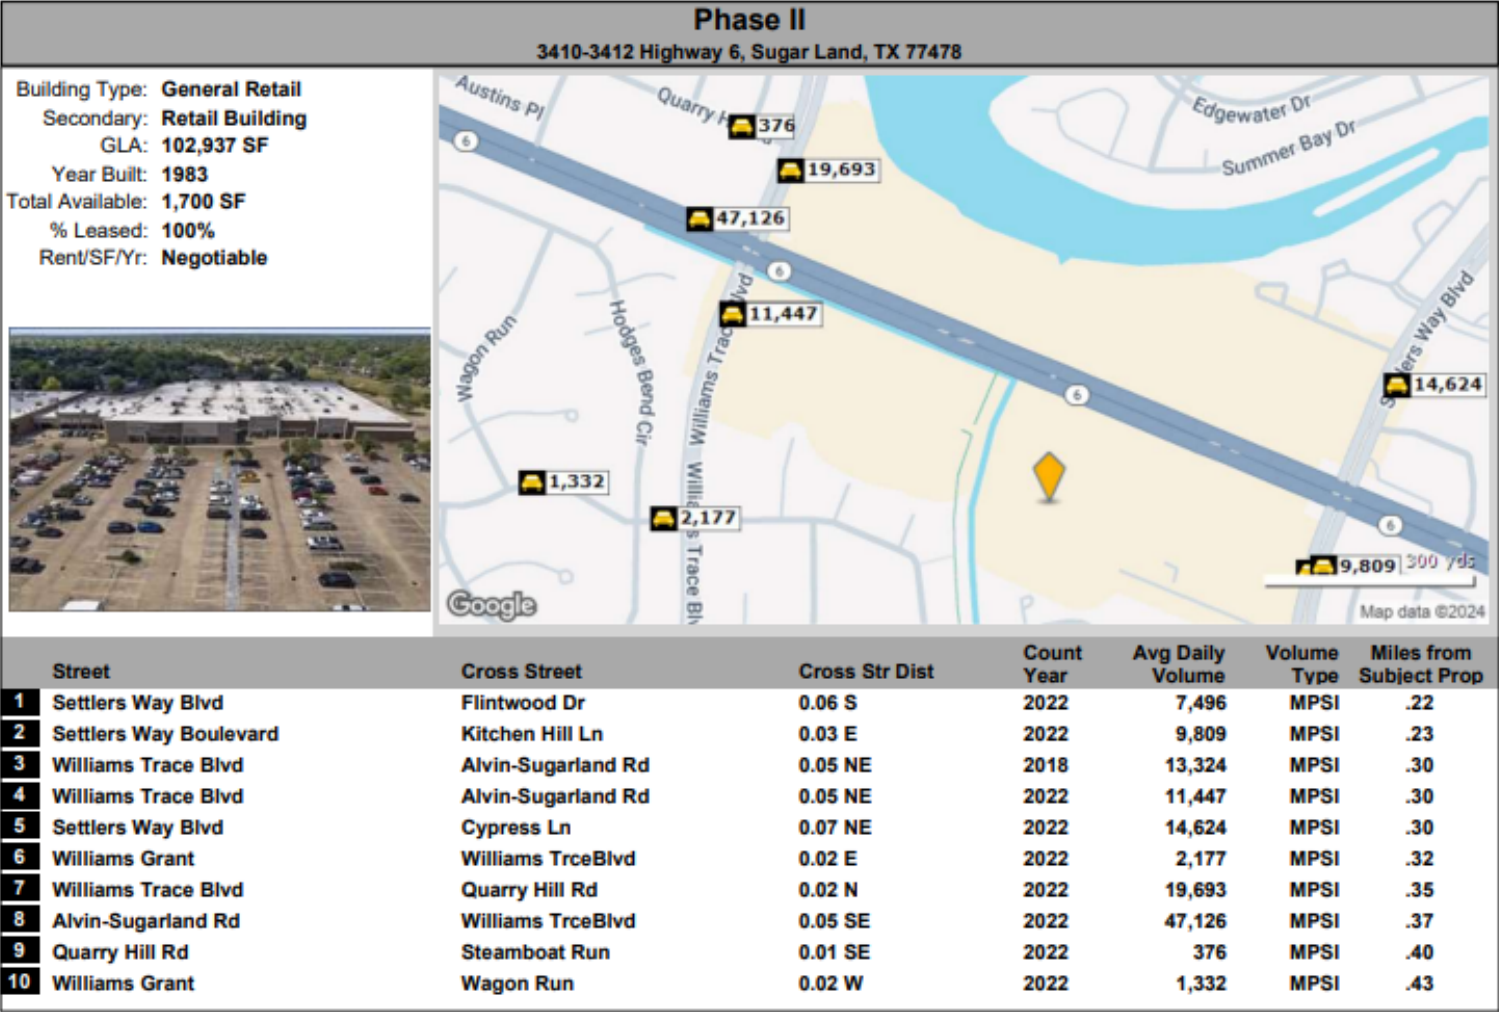 Phase II
3410-3412 Highway 6, Sugar Land, TX 77478
Building Type: General Retail
Secondary: Retail Building
GLA: 102,937 SF
Year Built: 1983
Total Available: 1,700 SF
% Leased: 100%
Rent/SF/Yr: Negotiable
Austins Pl
Quarry H
376
Edgewater Dr
Summer Bay Dr
6
19,693
47,126
6
11,447
Hodges Bend Cir
Wagon Run
Williams Trac
lvd
Williams Trace Blv
6
14,624
Way Blvd
1,332
2,177
6
9,809
300 yds
Google
Map data ©2024
Street Cross Street Cross Str Dist Count Year Avg Daily Volume Volume Type Miles from Subject Prop
1 Settlers Way Blvd Flintwood Dr 0.06 S 2022 7,496 MPSI .22
2 Settlers Way Boulevard Kitchen Hill Ln 0.03 E 2022 9,809 MPSI .23
3 Williams Trace Blvd Alvin-Sugarland Rd 0.05 NE 2018 13,324 MPSI .30
4 Williams Trace Blvd Alvin-Sugarland Rd 0.05 NE 2022 11,447 MPSI .30
5 Settlers Way Blvd Cypress Ln 0.07 NE 2022 14,624 MPSI .30
6 Williams Grant Williams TrceBlvd 0.02 E 2022 2,177 MPSI .32
7 Williams Trace Blvd Quarry Hill Rd 0.02 N 2022 19,693 MPSI .35
8 Alvin-Sugarland Rd Williams TrceBlvd 0.05 SE 2022 47,126 MPSI .37
9 Quarry Hill Rd Steamboat Run 0.01 SE 2022 376 MPSI .40
10 Williams Grant Wagon Run 0.02 W 2022 1,332 MPSI .43